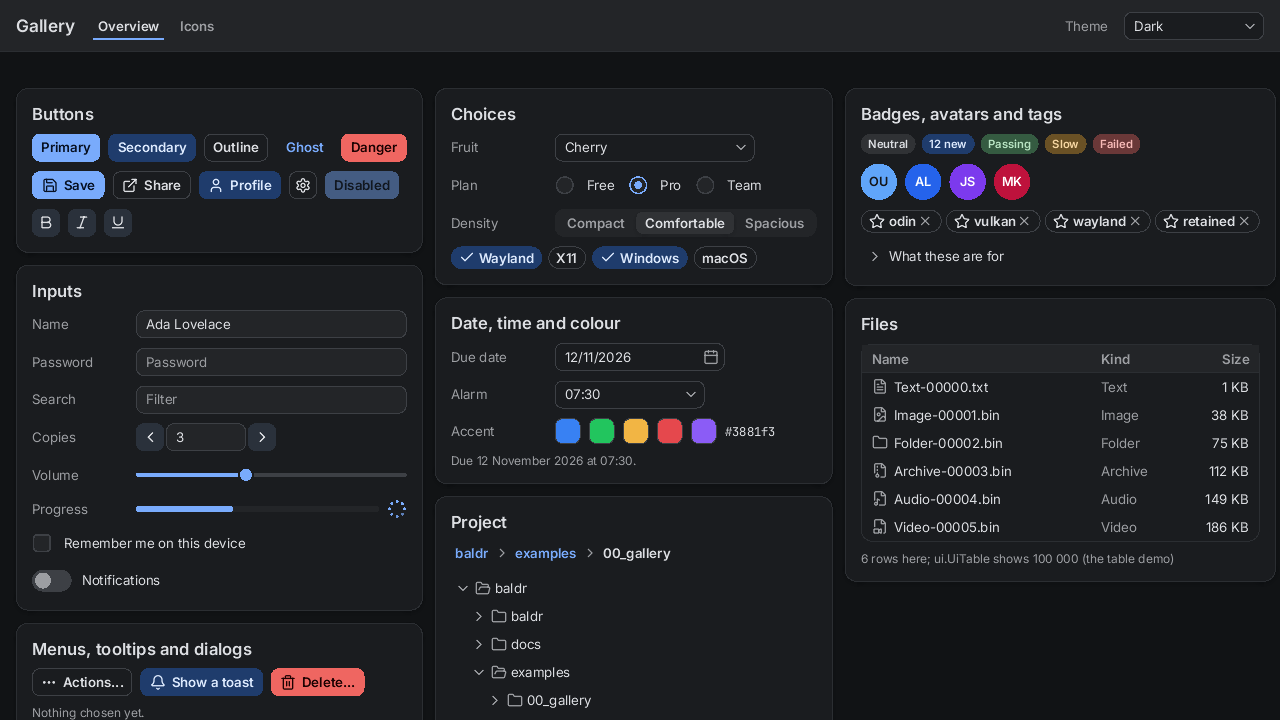 Gallery Overview Icons Theme Dark
Buttons
Primary Secondary Outline Ghost Danger
Save Share Profile Disabled
B I U
Inputs
Name Ada Lovelace
Password Password
Search Filter
Copies 3
Volume
Progress
Remember me on this device
Notifications
Menus, tooltips and dialogs
Actions... Show a toast Delete...
Nothing chosen yet.
Choices
Fruit Cherry
Plan Free Pro Team
Density Compact Comfortable Spacious
Wayland X11 Windows macOS
Date, time and colour
Due date 12/11/2026
Alarm 07:30
Accent #3881f3
Due 12 November 2026 at 07:30.
Project
baldr examples 00_gallery
baldr
baldr
docs
examples
00_gallery
Badges, avatars and tags
Neutral 12 new Passing Slow Failed
OU AL JS MK
odin vulkan wayland retained
What these are for
Files
Name Kind Size
Text-00000.txt Text 1 KB
Image-00001.bin Image 38 KB
Folder-00002.bin Folder 75 KB
Archive-00003.bin Archive 112 KB
Audio-00004.bin Audio 149 KB
Video-00005.bin Video 186 KB
6 rows here; ui.UiTable shows 100 000 (the table demo)